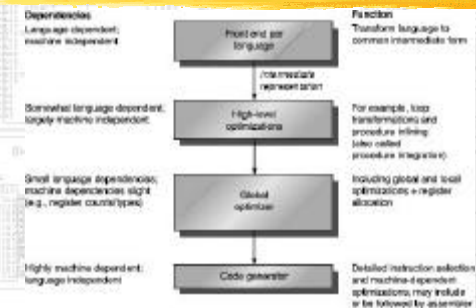 Dependencies
Language dependent;
machine independent
Front end per
language
Function
Transform language to
common intermediate form
Intermediate
representation
Somewhat language dependent;
largely machine independent
High-level
optimizations
For example, loop
transformations and
procedure inlining
(also called
procedure integration)
Small language dependencies;
machine dependencies slight
(e.g., register counts/types)
Global
optimizer
Including global and local
optimizations + register
allocation
Highly machine dependent;
language independent
Code generator
Detailed instruction selection
and machine-dependent
optimizations; may include
or be followed by assembler